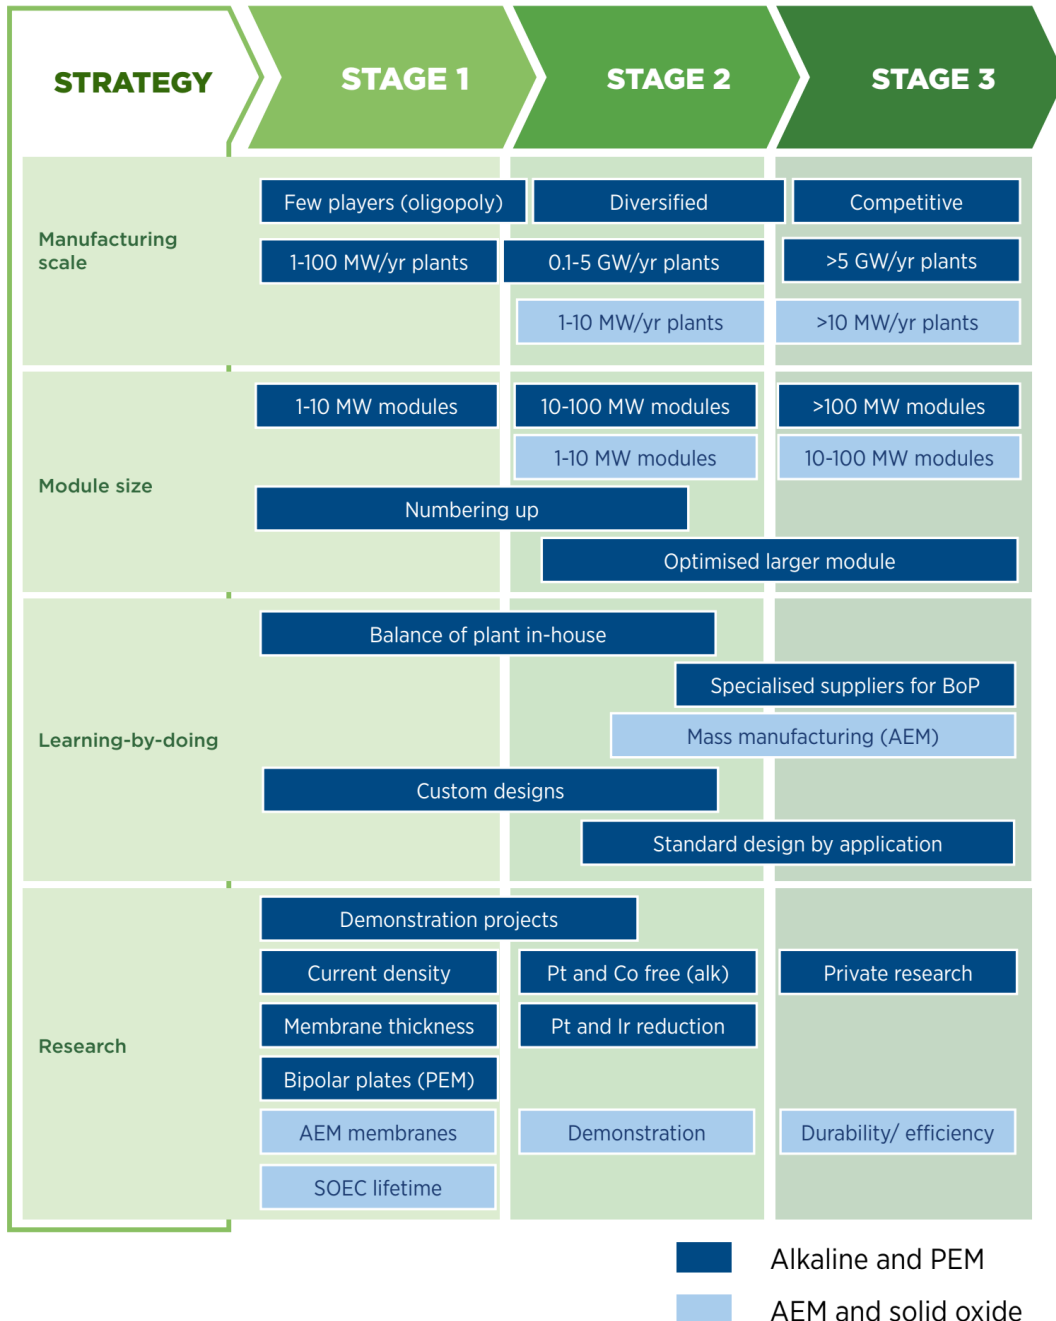 STRATEGY
STAGE 1
STAGE 2
STAGE 3
Manufacturing
scale
Few players (oligopoly)
Diversified
Competitive
1-100 MW/yr plants
0.1-5 GW/yr plants
>5 GW/yr plants
1-10 MW/yr plants
>10 MW/yr plants
Module size
1-10 MW modules
10-100 MW modules
>100 MW modules
1-10 MW modules
10-100 MW modules
Numbering up
Optimised larger module
Learning-by-doing
Balance of plant in-house
Specialised suppliers for BoP
Mass manufacturing (AEM)
Custom designs
Standard design by application
Research
Demonstration projects
Current density
Pt and Co free (alk)
Private research
Membrane thickness
Pt and Ir reduction
Bipolar plates (PEM)
AEM membranes
Demonstration
Durability/ efficiency
SOEC lifetime
Alkaline and PEM
AEM and solid oxide